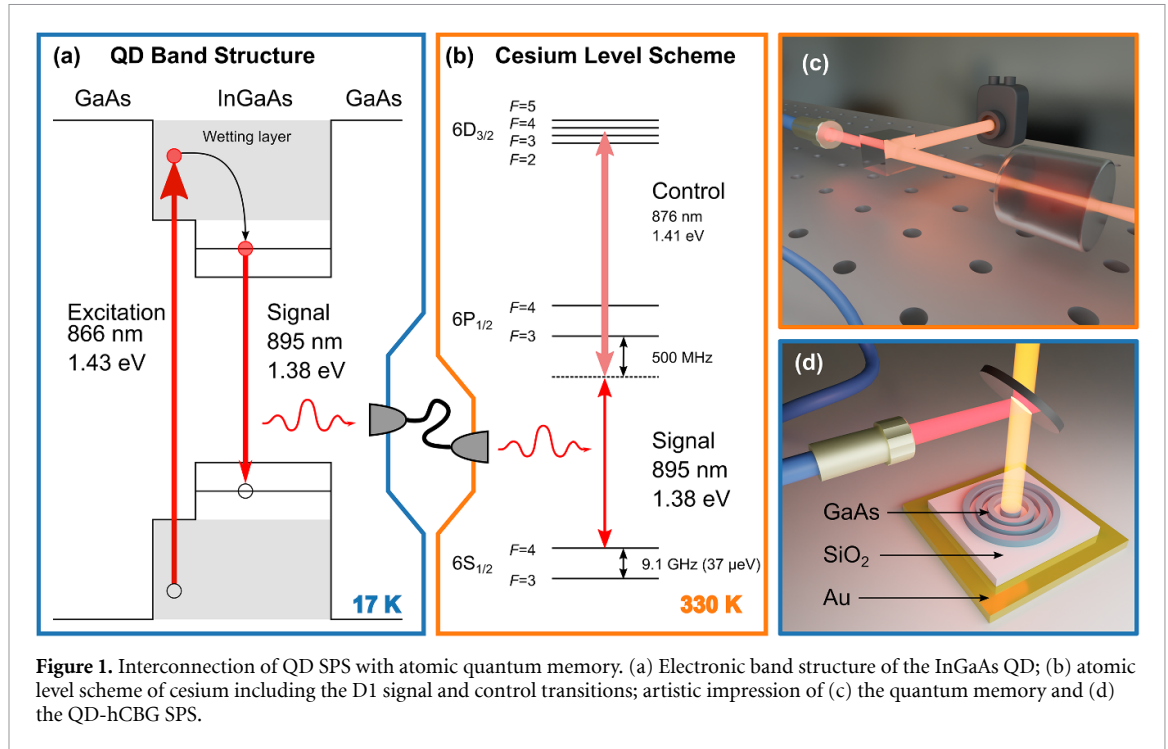 (a) QD Band Structure
GaAs InGaAs GaAs
Wetting layer
Excitation
866 nm
1.43 eV
Signal
895 nm
1.38 eV
17 K
(b) Cesium Level Scheme
6D3/2
F=5
F=4
F=3
F=2
Control
876 nm
1.41 eV
6P1/2
F=4
F=3
500 MHz
Signal
895 nm
1.38 eV
6S1/2
F=4
F=3
9.1 GHz (37 μeV)
330 K
(c)
(d)
GaAs
SiO2
Au
Figure 1. Interconnection of QD SPS with atomic quantum memory. (a) Electronic band structure of the InGaAs QD; (b) atomic
level scheme of cesium including the D1 signal and control transitions; artistic impression of (c) the quantum memory and (d)
the QD-hCBG SPS.